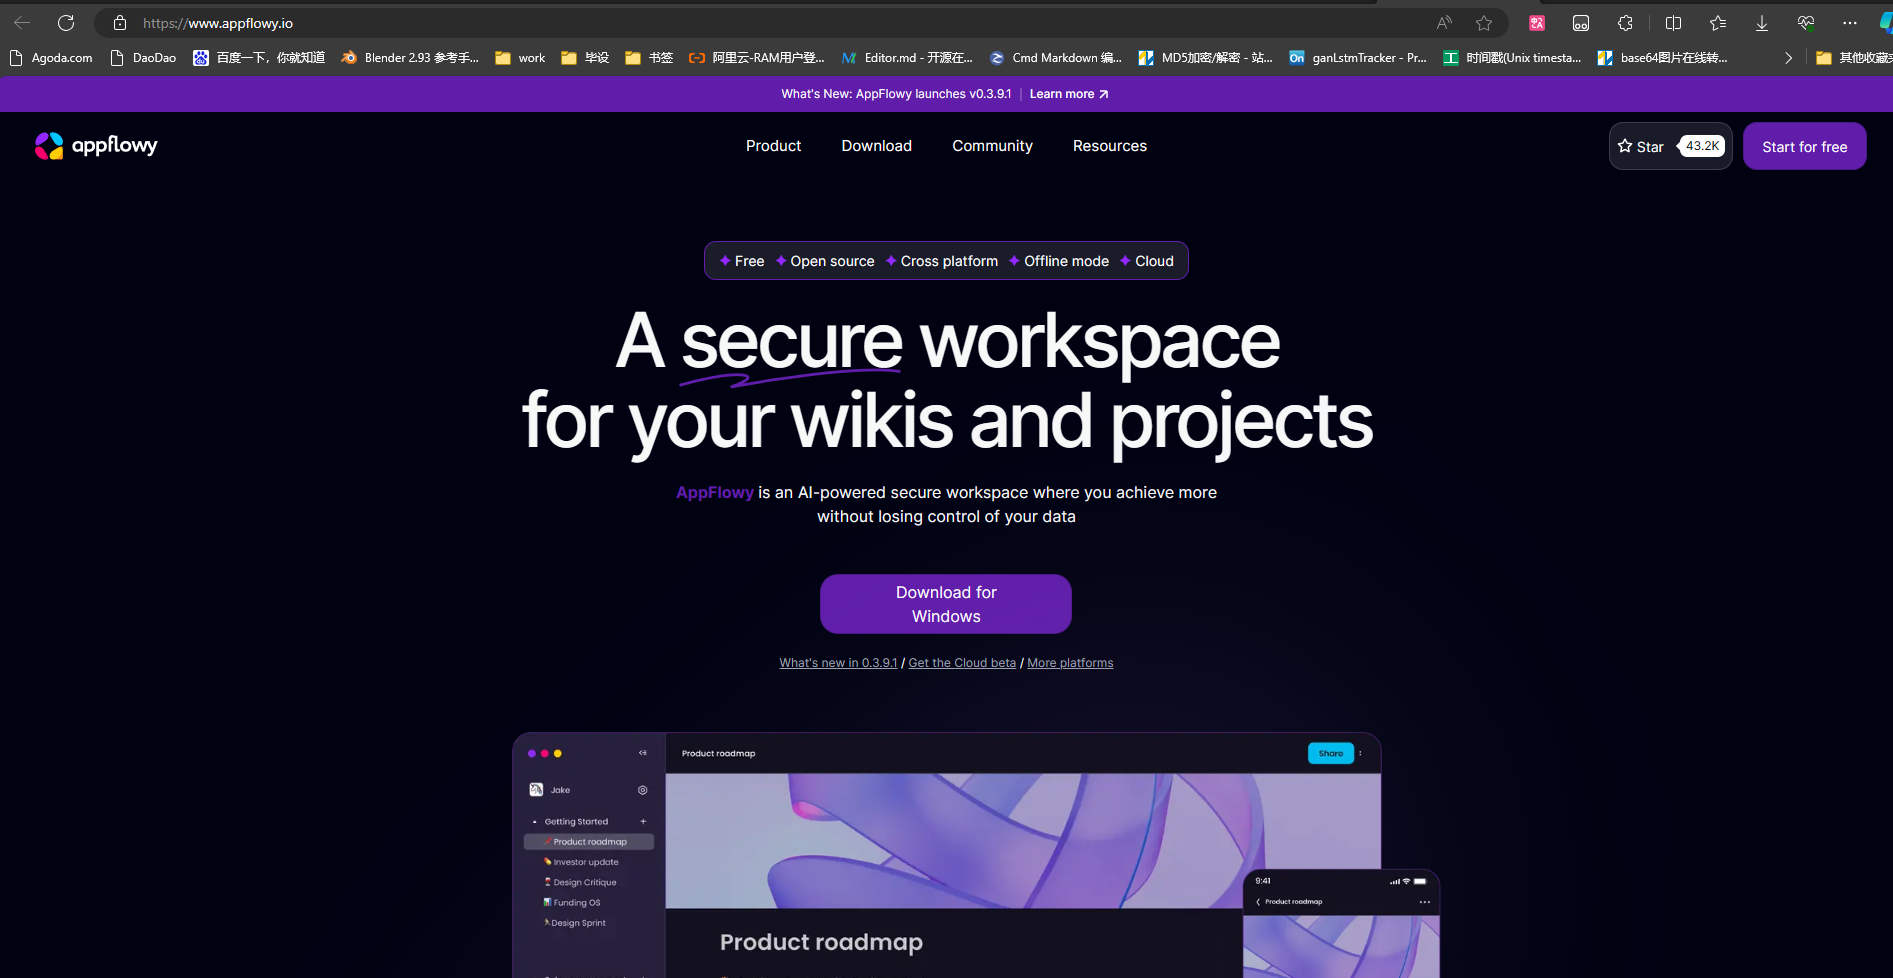 https://www.appflowy.io
Agoda.com
DaoDao
百度一下，你就知道
Blender 2.93 参考手...
work
毕设
书签
阿里云-RAM用户登...
Editor.md - 开源在...
Cmd Markdown 编...
MD5加密/解密 - 站...
ganLstmTracker - Pr...
时间戳(Unix timesta...
base64图片在线转...
其他收藏夹
What's New: AppFlowy launches v0.3.9.1 | Learn more
appflowy
Product
Download
Community
Resources
Star
43.2K
Start for free
Free
Open source
Cross platform
Offline mode
Cloud
A secure workspace
for your wikis and projects
AppFlowy is an AI-powered secure workspace where you achieve more
without losing control of your data
Download for
Windows
What's new in 0.3.9.1 / Get the Cloud beta / More platforms
Product roadmap
Share
Jake
Getting Started
Product roadmap
Investor update
Design Critique
Funding OS
Design Sprint
9:41
Product roadmap
Product roadmap